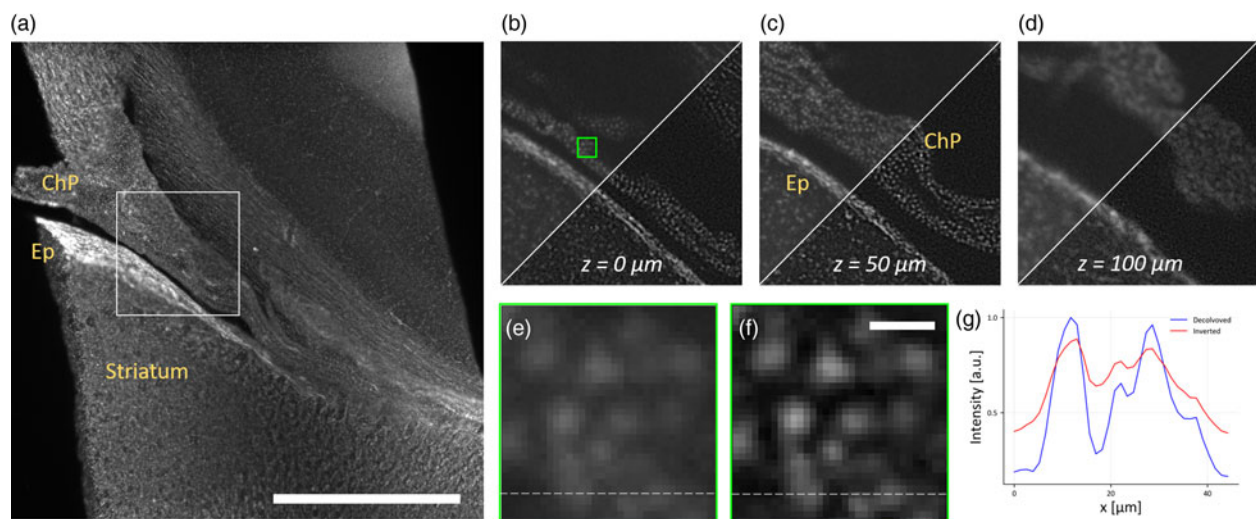 (a)
ChP
Ep
Striatum
(b)
z = 0 μm
(c)
ChP
Ep
z = 50 μm
(d)
z = 100 μm
(e)
(f)
(g)
Decolvoved
Inverted
1.0
0.5
Intensity [a.u.]
0
20
40
x [μm]